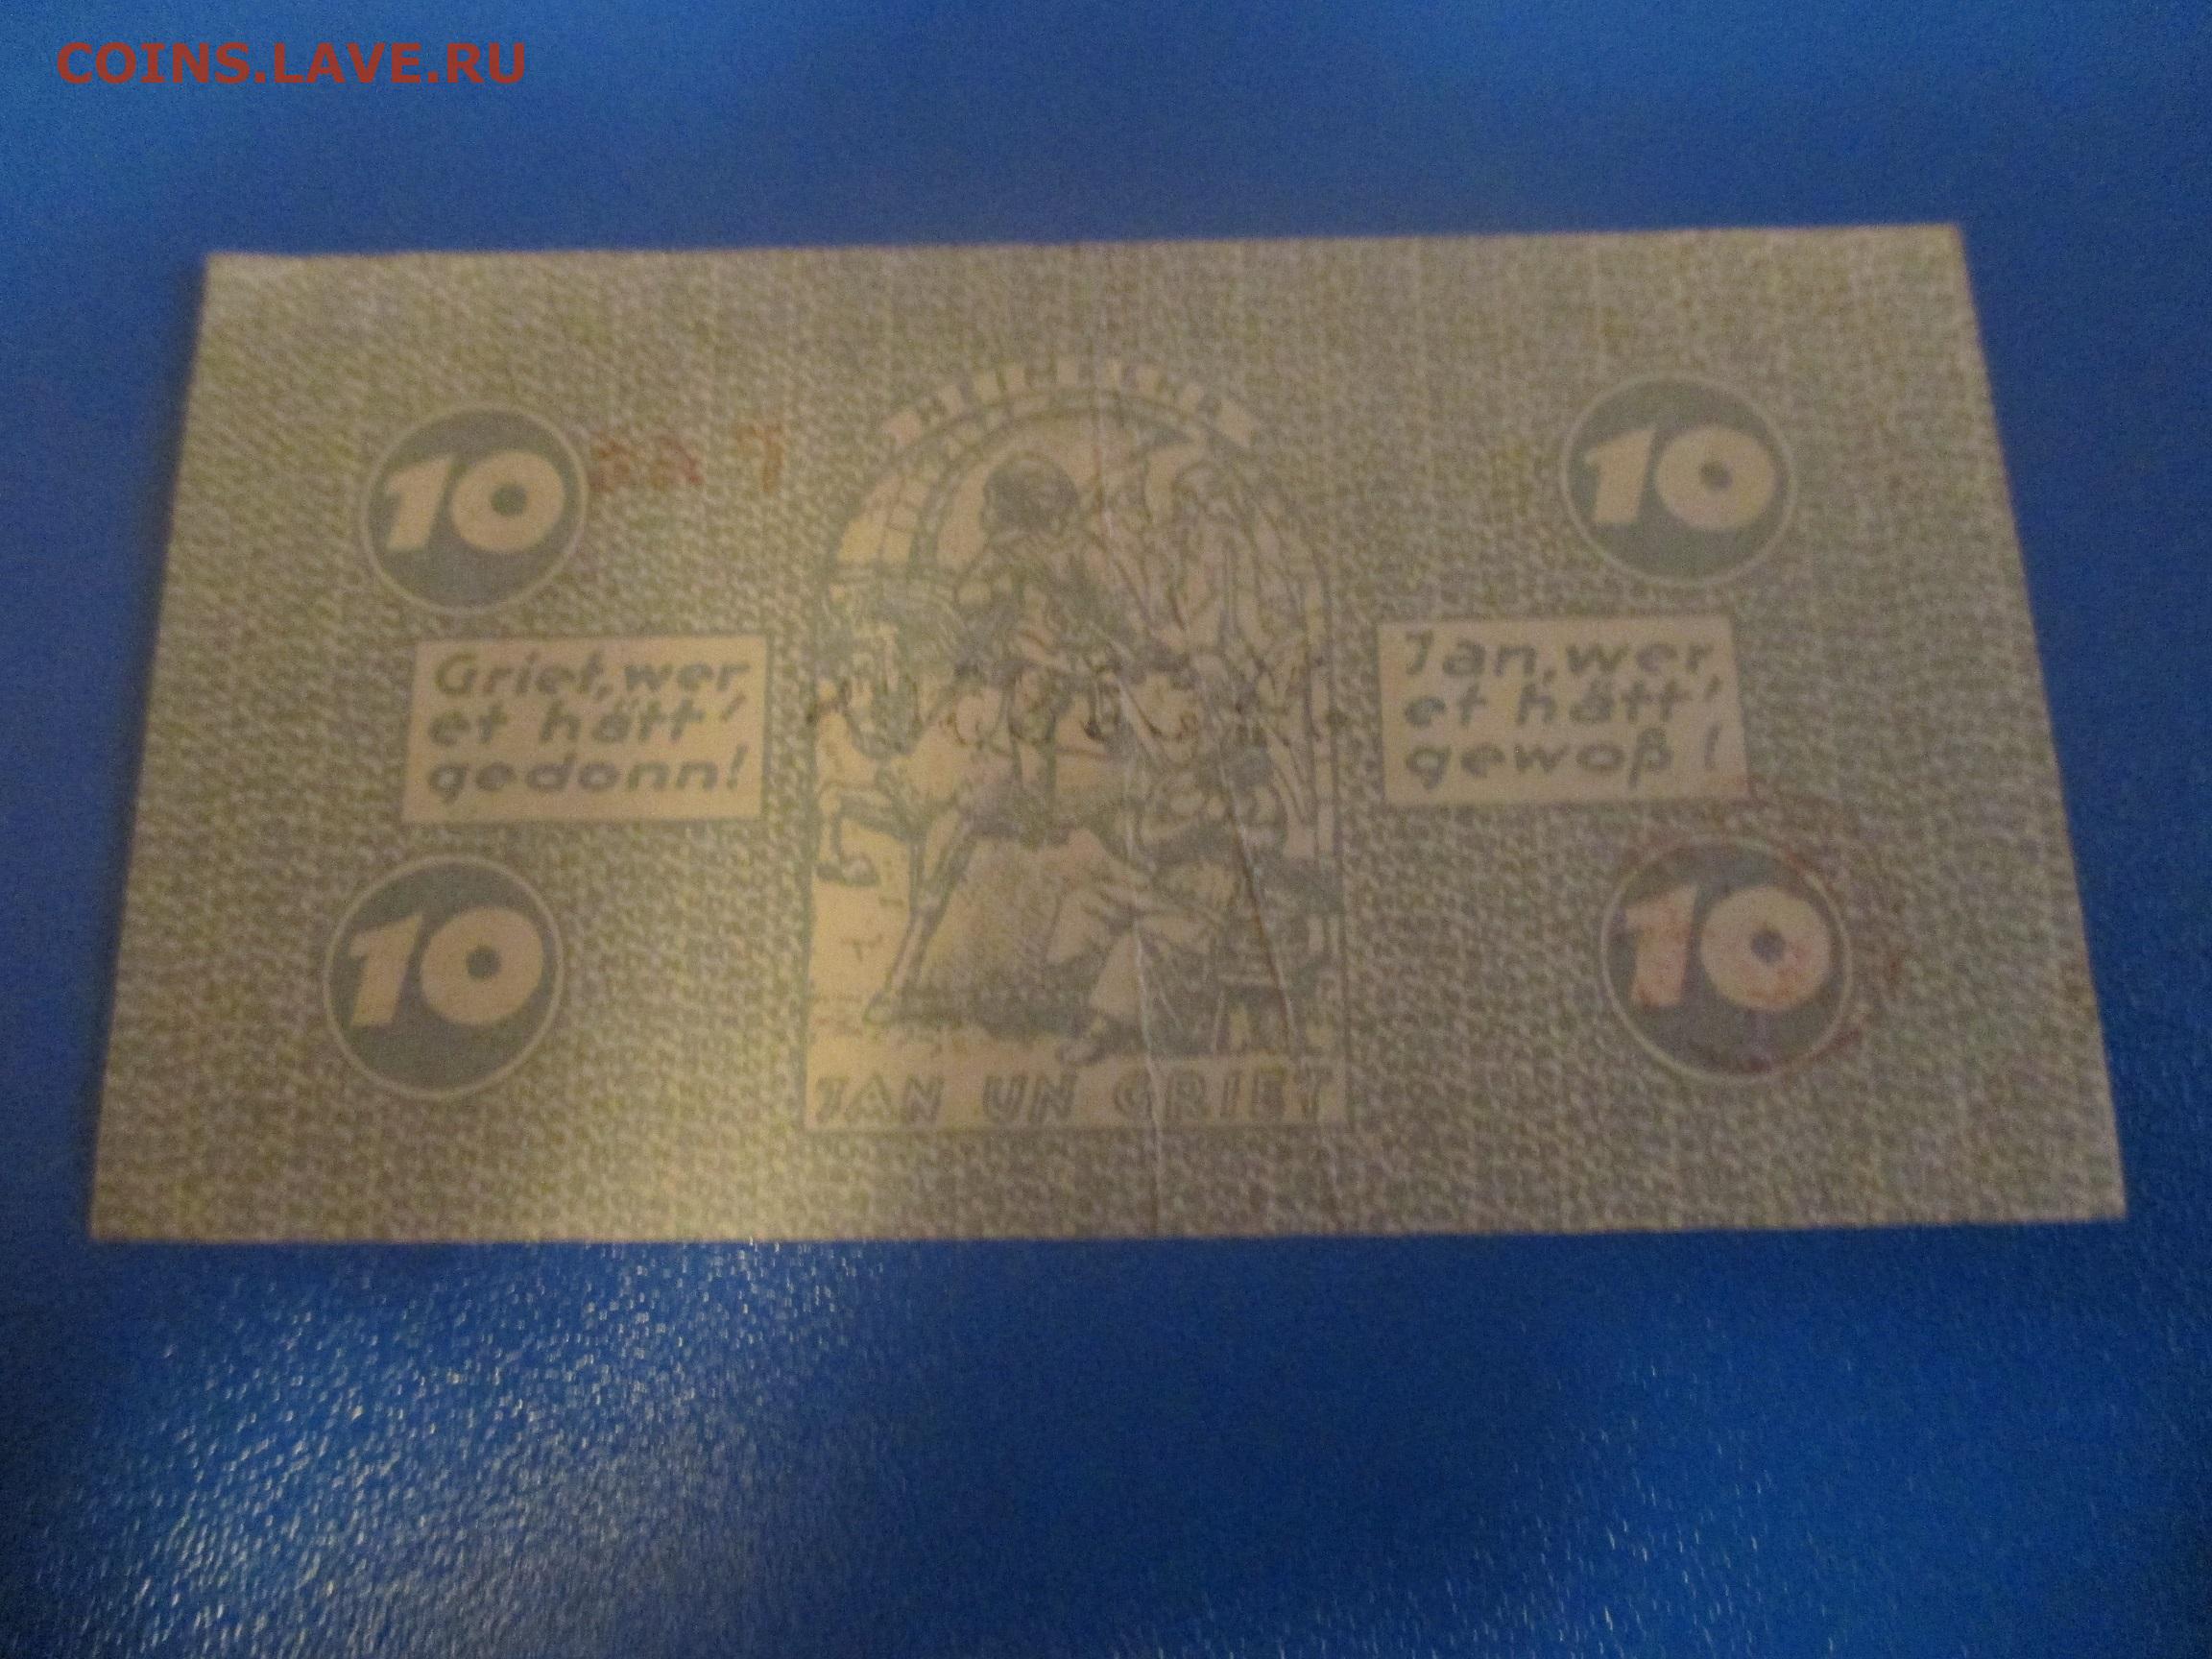 COINS.LAVE.RU
10
10
Griet, wer
et hätt'
gedonn!
Jan, wer
et hätt'
gewoß!
10
10
JAN UN GRIET